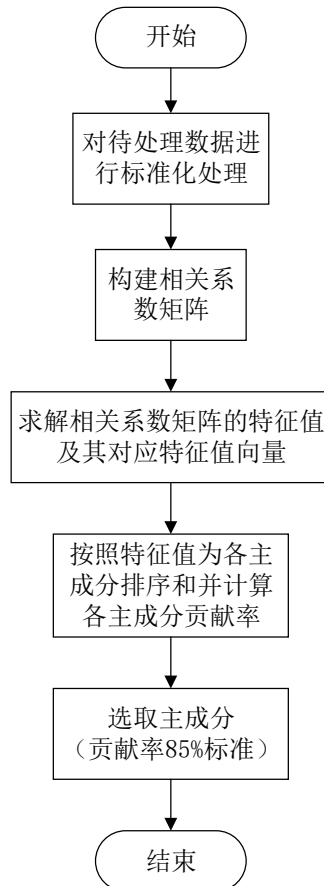 开始
对待处理数据进
行标准化处理
构建相关系
数矩阵
求解相关系数矩阵的特征值
及其对应特征值向量
按照特征值为各主
成分排序和并计算
各主成分贡献率
选取主成分
（贡献率85%标准）
结束